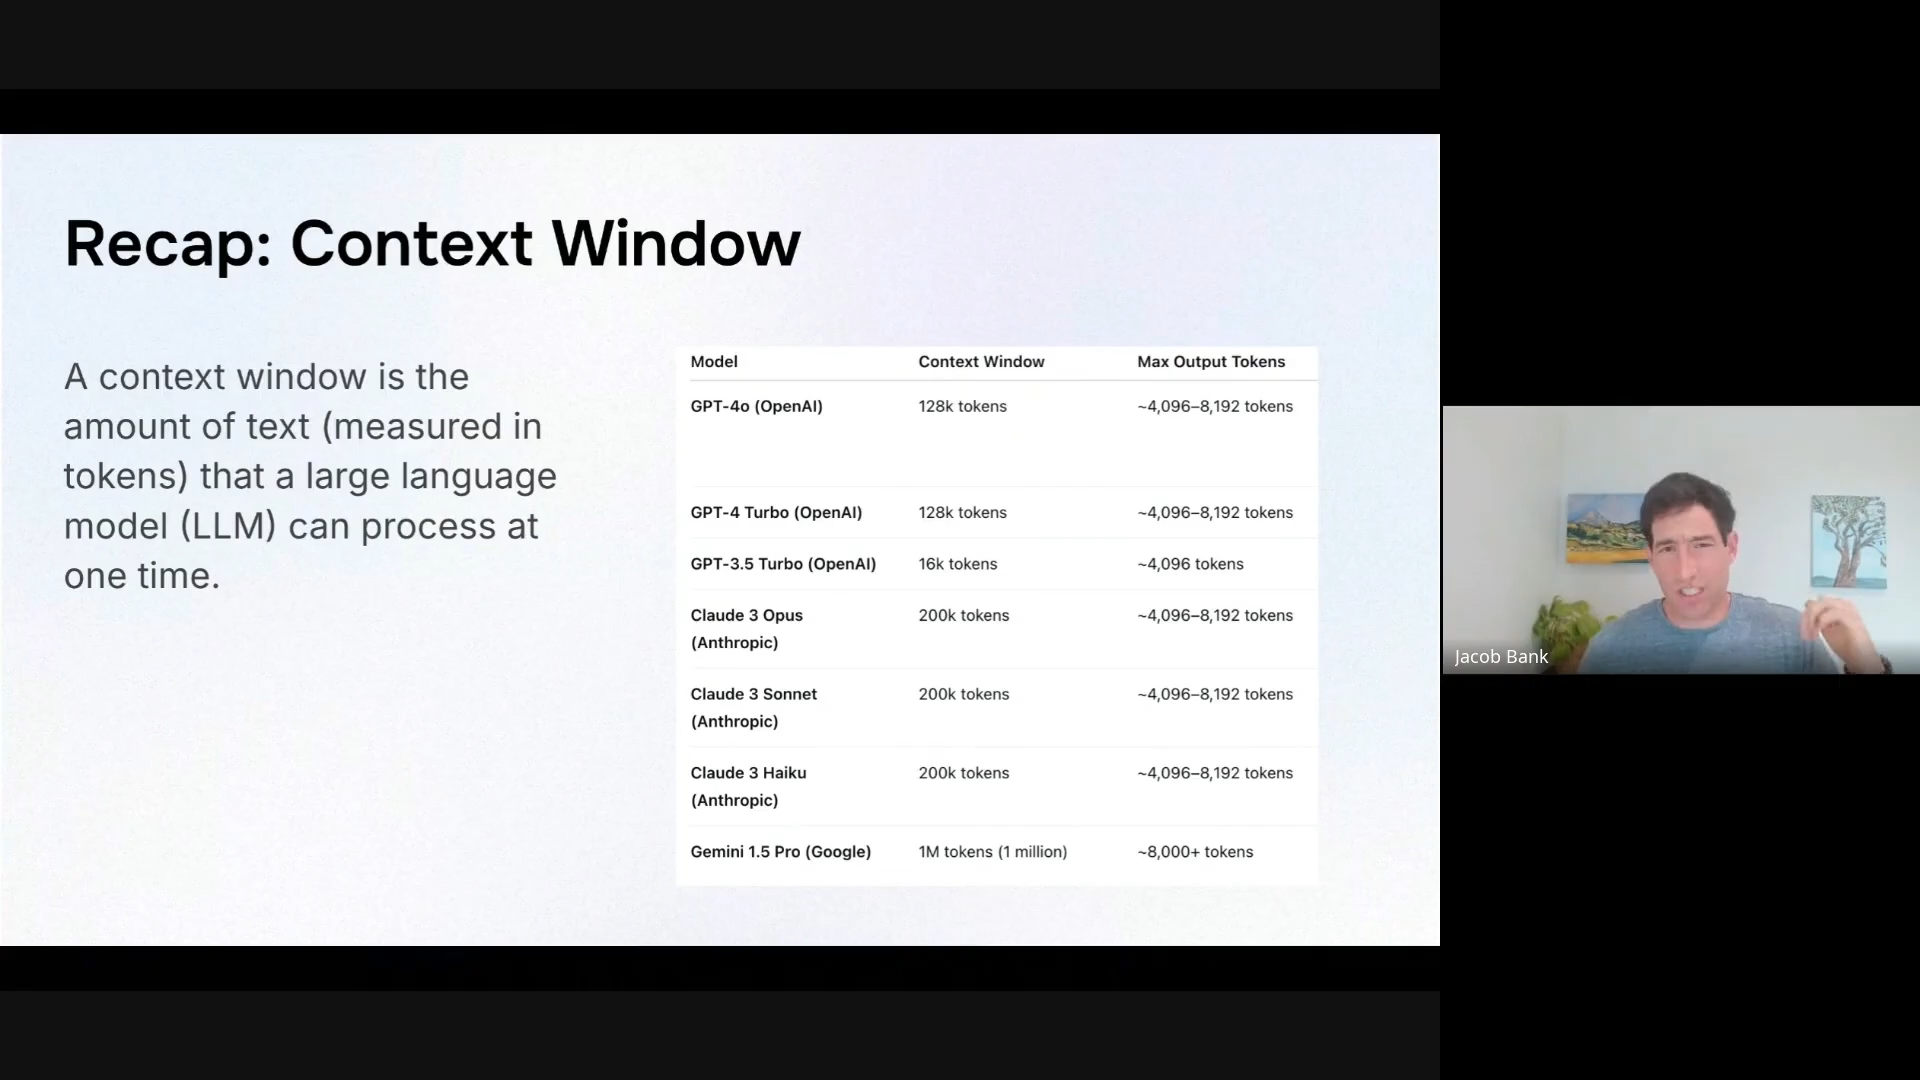 Recap: Context Window
A context window is the
amount of text (measured in
tokens) that a large language
model (LLM) can process at
one time.
Model Context Window Max Output Tokens
GPT-4o (OpenAI) 128k tokens ~4,096–8,192 tokens
GPT-4 Turbo (OpenAI) 128k tokens ~4,096–8,192 tokens
GPT-3.5 Turbo (OpenAI) 16k tokens ~4,096 tokens
Claude 3 Opus 200k tokens ~4,096–8,192 tokens
(Anthropic)
Claude 3 Sonnet 200k tokens ~4,096–8,192 tokens
(Anthropic)
Claude 3 Haiku 200k tokens ~4,096–8,192 tokens
(Anthropic)
Gemini 1.5 Pro (Google) 1M tokens (1 million) ~8,000+ tokens
Jacob Bank